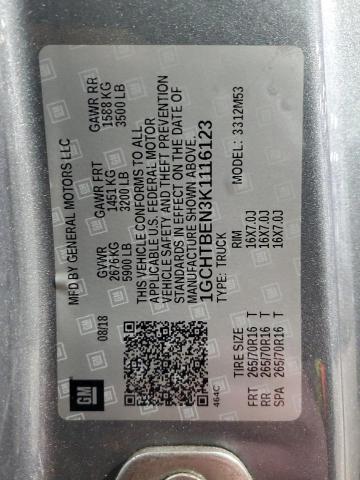 MFD BY GENERAL MOTORS LLC
08/18 GVWR GAWR FRT GAWR RR
2676 KG 1451 KG 1588 KG
5900 LB 3200 LB 3500 LB
THIS VEHICLE CONFORMS TO ALL
APPLICABLE U.S. FEDERAL MOTOR
VEHICLE SAFETY AND THEFT PREVENTION
STANDARDS IN EFFECT ON THE DATE OF
MANUFACTURE SHOWN ABOVE.
1GCHTBEN3K1116123
TYPE: TRUCK MODEL: 3312M53
TIRE SIZE RIM
FRT 265/70R16 T 16X7.0J
RR 265/70R16 T 16X7.0J
SPA 265/70R16 T 16X7.0J
464C
GM